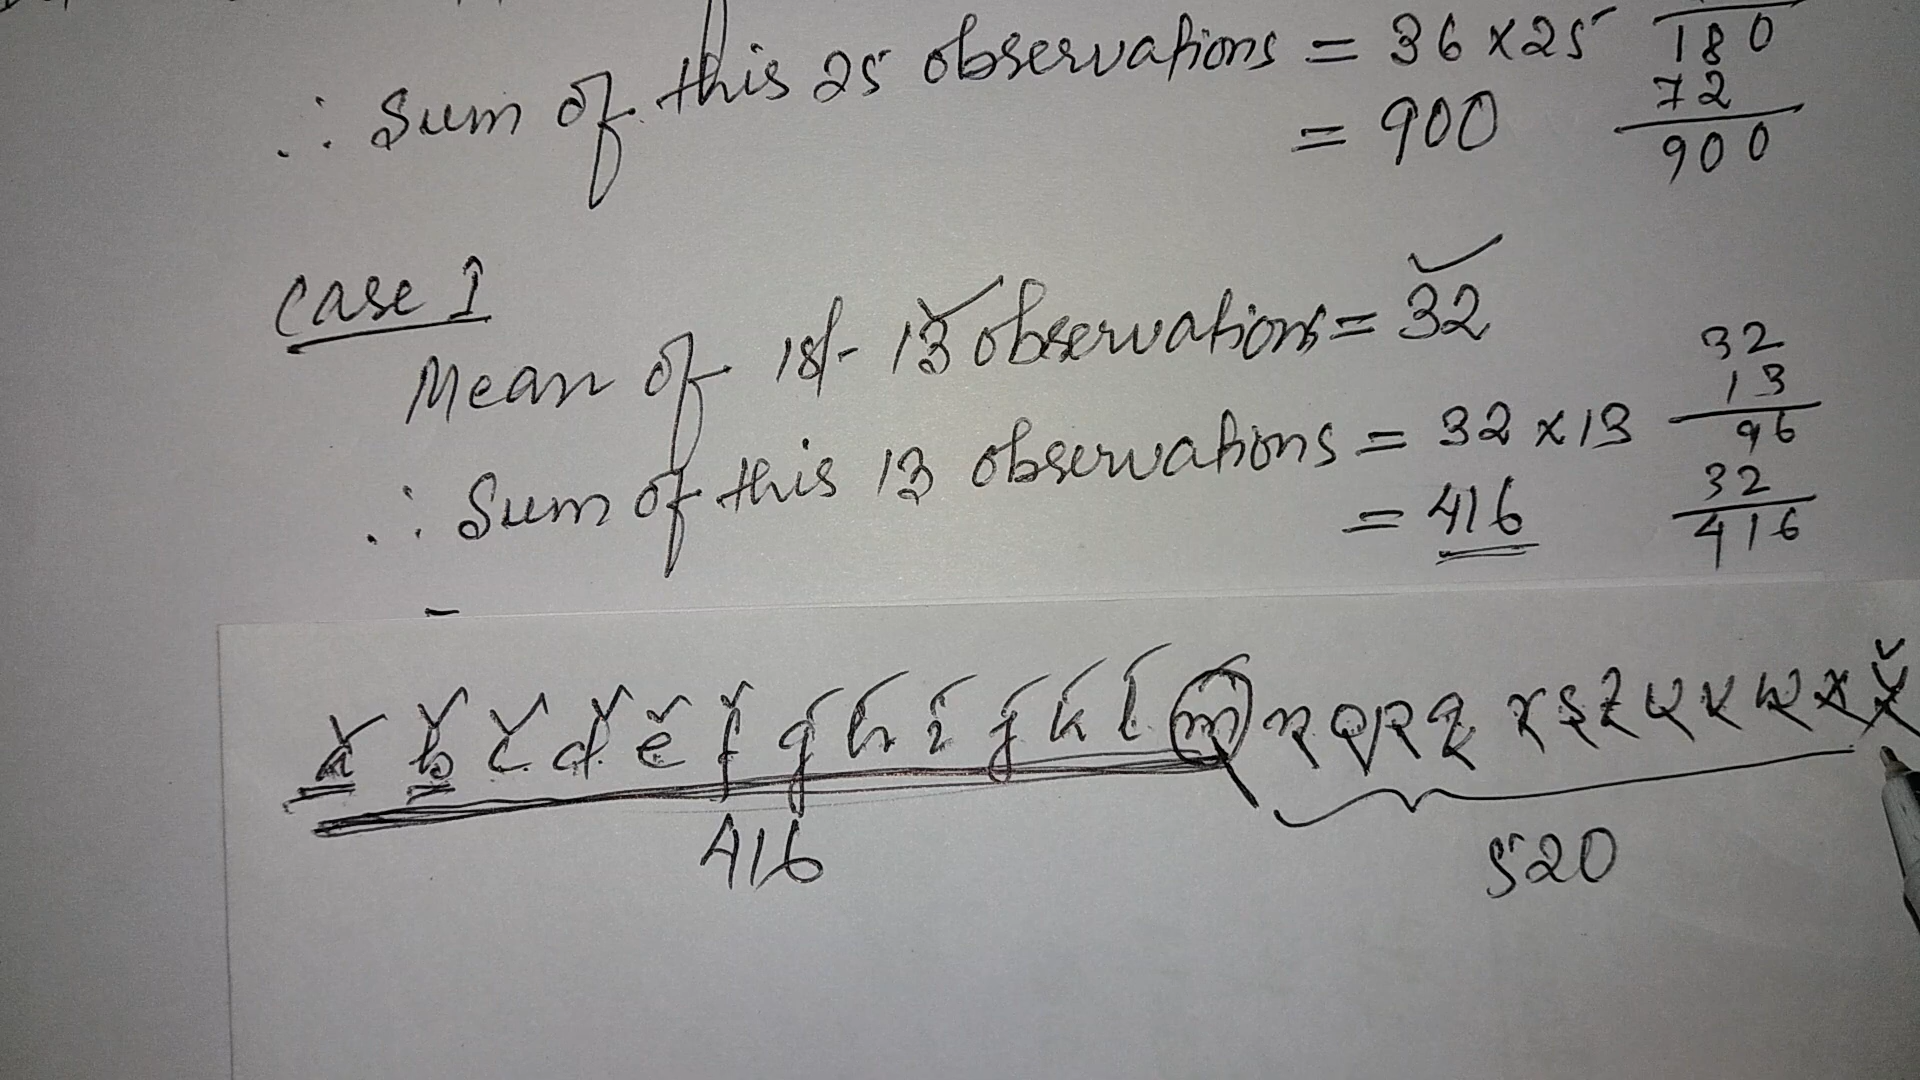 ∴ Sum of this 25 observations = 36 x 25
= 900
180
72
900
Case I
Mean of 1st 13 observations = 32
∴ Sum of this 13 observations = 32 x 13
= 416
32
13
96
32
416
a b c d e f g h i j k l m n o p q r s t u v w x y
416 520